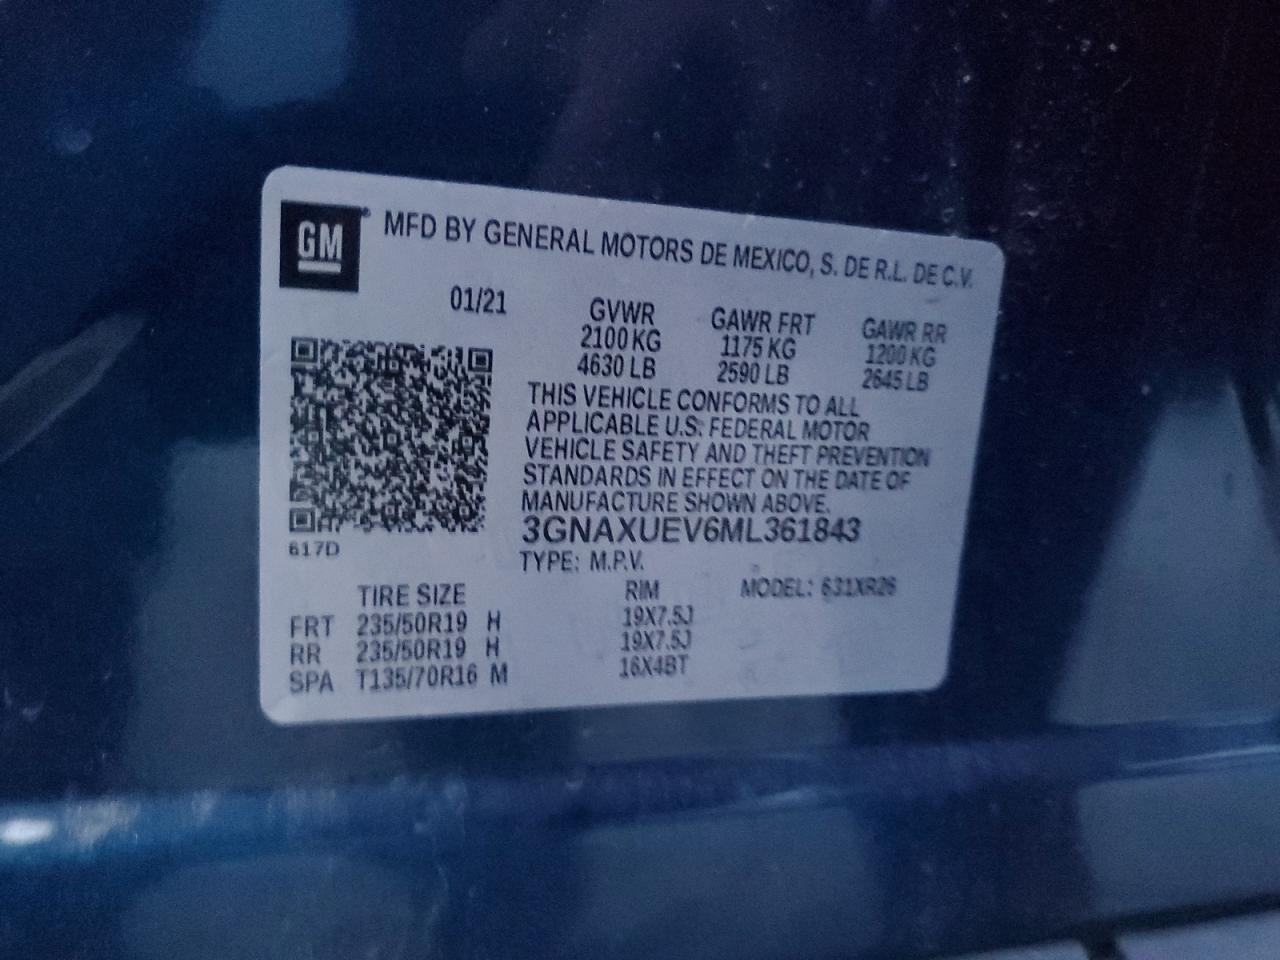 GM
MFD BY GENERAL MOTORS DE MEXICO, S. DE R.L. DE C.V.
01/21 GVWR GAWR FRT GAWR RR
2100 KG 1175 KG 1200 KG
4630 LB 2590 LB 2645 LB
THIS VEHICLE CONFORMS TO ALL
APPLICABLE U.S. FEDERAL MOTOR
VEHICLE SAFETY AND THEFT PREVENTION
STANDARDS IN EFFECT ON THE DATE OF
MANUFACTURE SHOWN ABOVE.
3GNAXUEV6ML361843
617D
TYPE: M.P.V.
TIRE SIZE RIM MODEL: 631XR26
FRT 235/50R19 H 19X7.5J
RR 235/50R19 H 19X7.5J
SPA T135/70R16 M 16X4BT